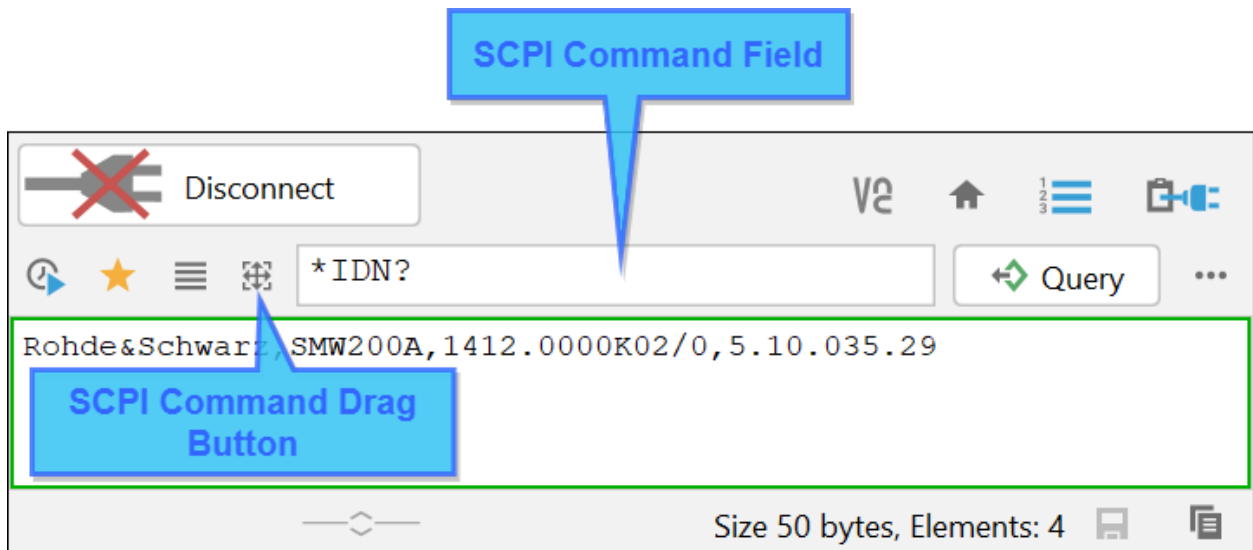 SCPI Command Field
Disconnect
1
2
3
*IDN?
Query
Rohde&Schwarz,SMW200A,1412.0000K02/0,5.10.035.29
SCPI Command Drag
Button
Size 50 bytes, Elements: 4